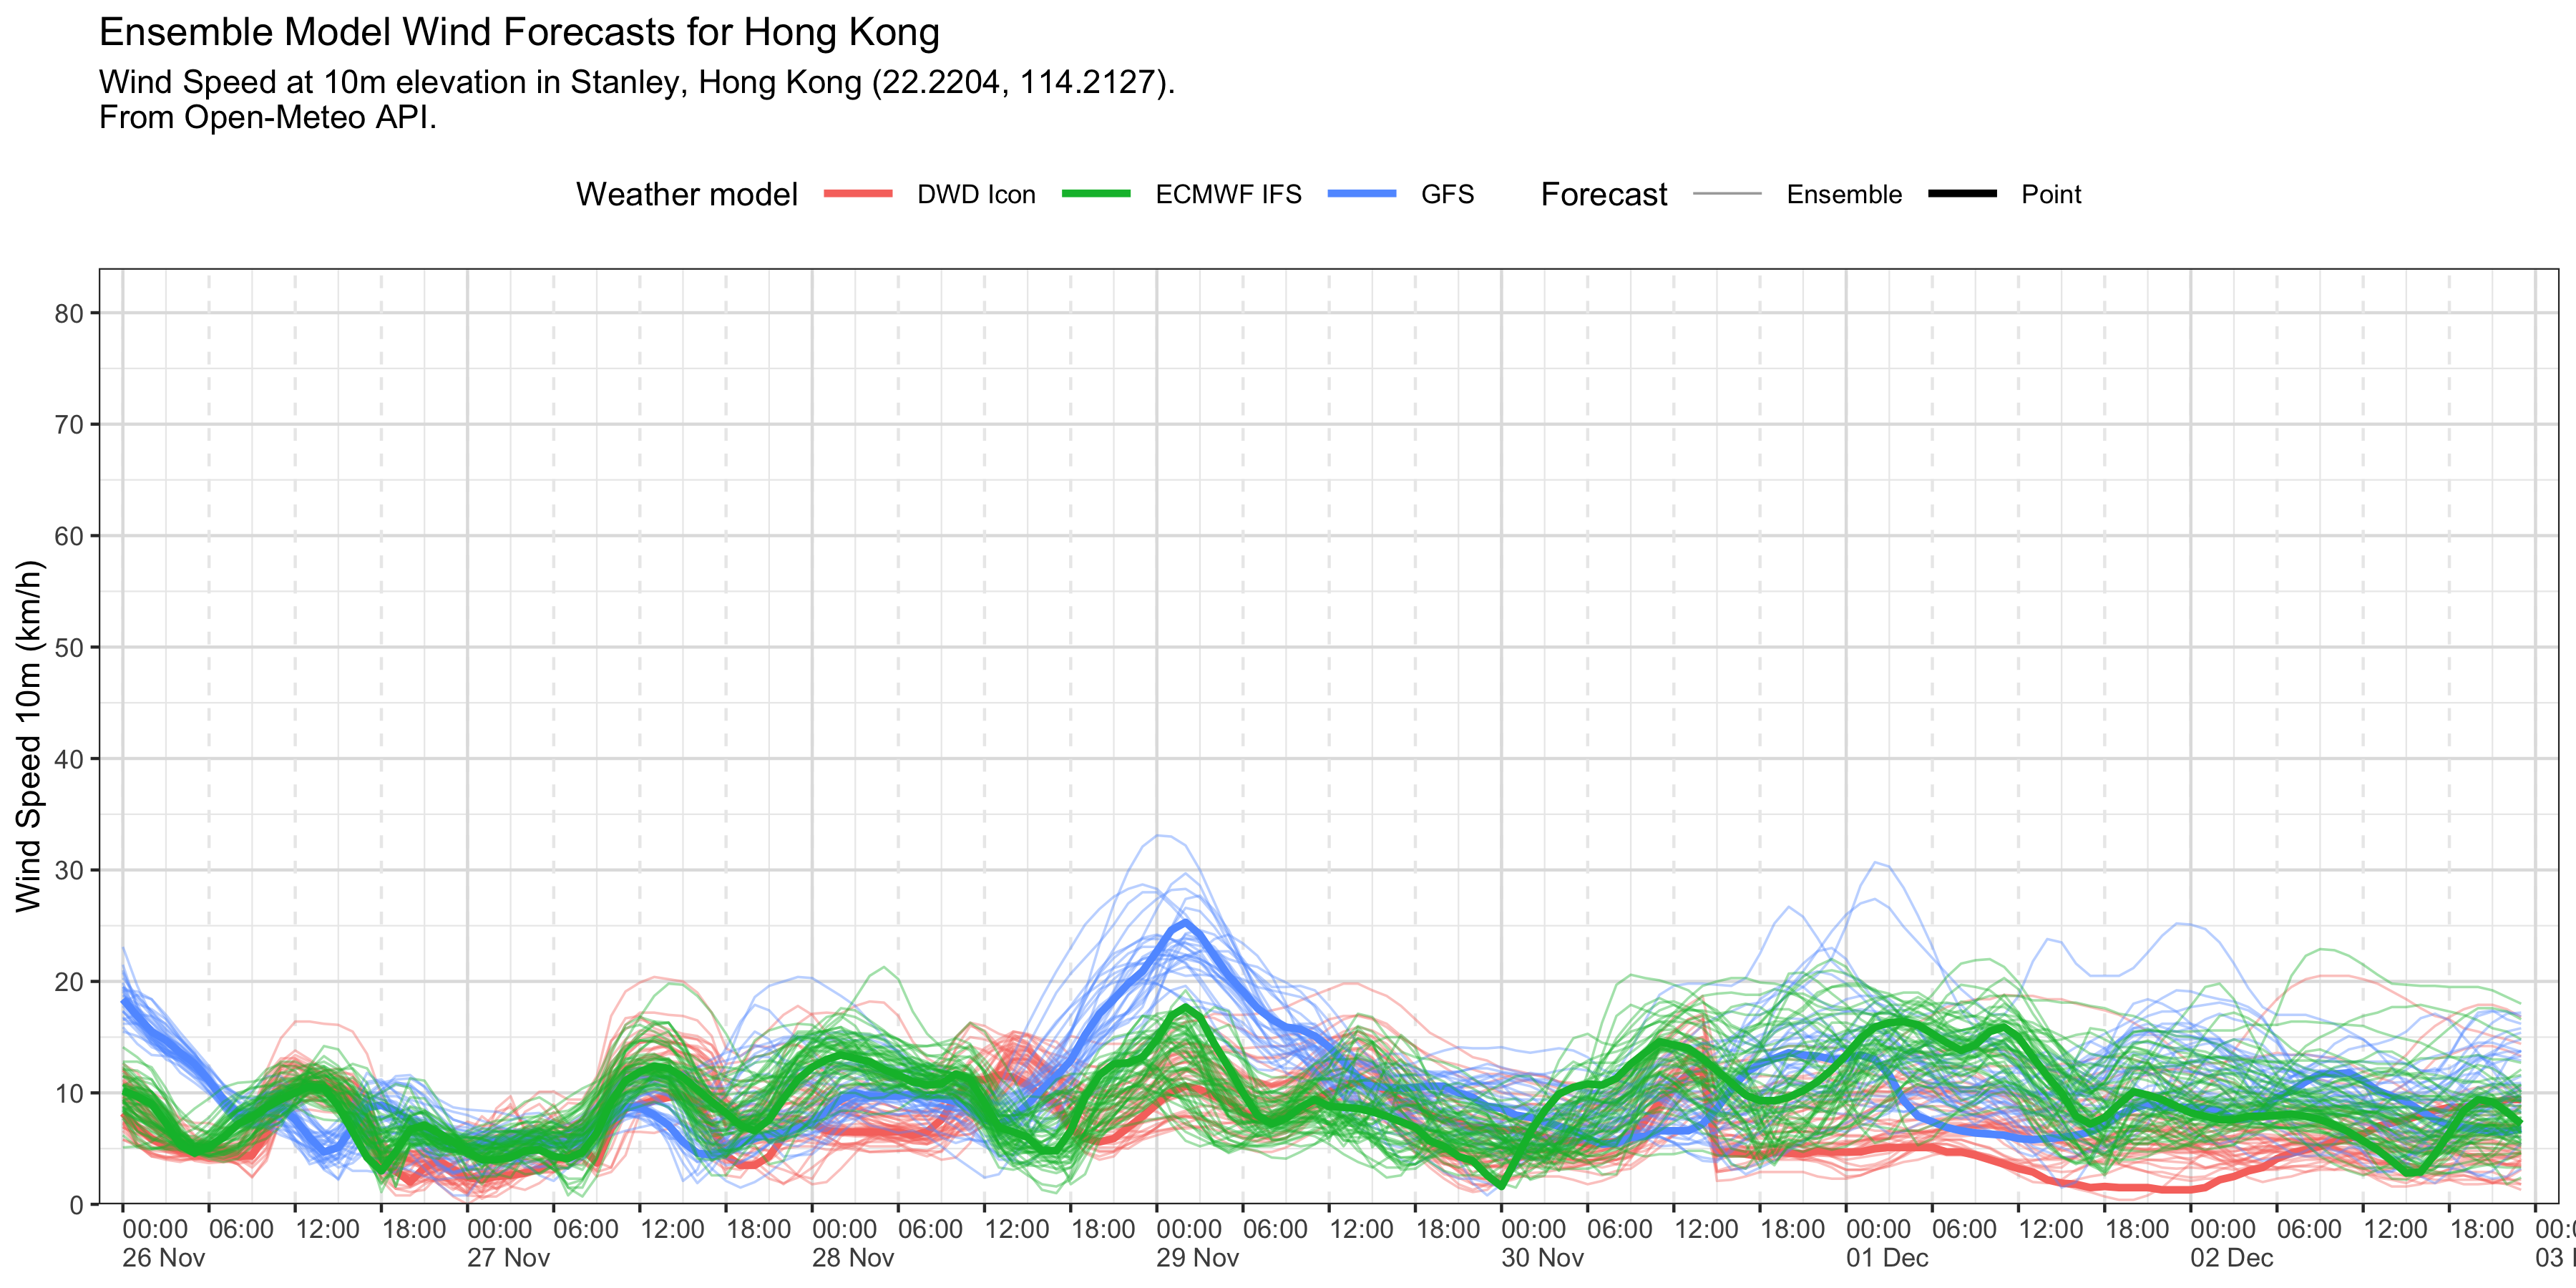 Ensemble Model Wind Forecasts for Hong Kong
Wind Speed at 10m elevation in Stanley, Hong Kong (22.2204, 114.2127).
From Open-Meteo API.
Weather model DWD Icon ECMWF IFS GFS Forecast Ensemble Point
Wind Speed 10m (km/h)
80
70
60
50
40
30
20
10
0
00:00 06:00 12:00 18:00 00:00 06:00 12:00 18:00 00:00 06:00 12:00 18:00 00:00 06:00 12:00 18:00 00:00 06:00 12:00 18:00 00:00 06:00 12:00 18:00 00:00 06:00 12:00 18:00 00:0
26 Nov 27 Nov 28 Nov 29 Nov 30 Nov 01 Dec 02 Dec 03